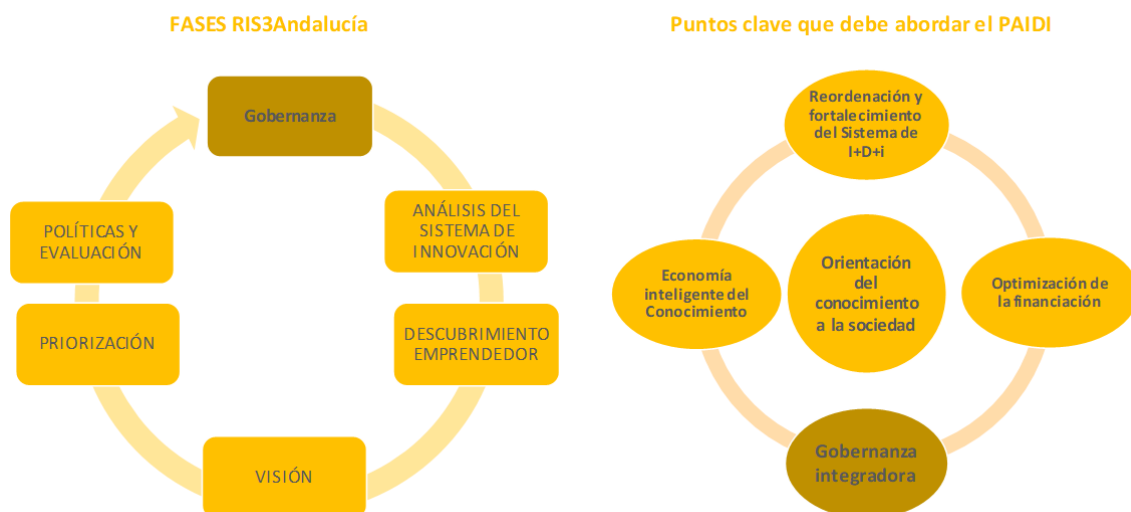 FASES RIS3Andalucía
Gobernanza
ANÁLISIS DEL
SISTEMA DE
INNOVACIÓN
DESCUBRIMIENTO
EMPRENDEDOR
VISIÓN
PRIORIZACIÓN
POLÍTICAS Y
EVALUACIÓN
Puntos clave que debe abordar el PAIDI
Reordenación y
fortalecimiento
del Sistema de
I+D+i
Optimización de
la financiación
Gobernanza
integradora
Economía
inteligente del
Conocimiento
Orientación
del
conocimiento
a la sociedad